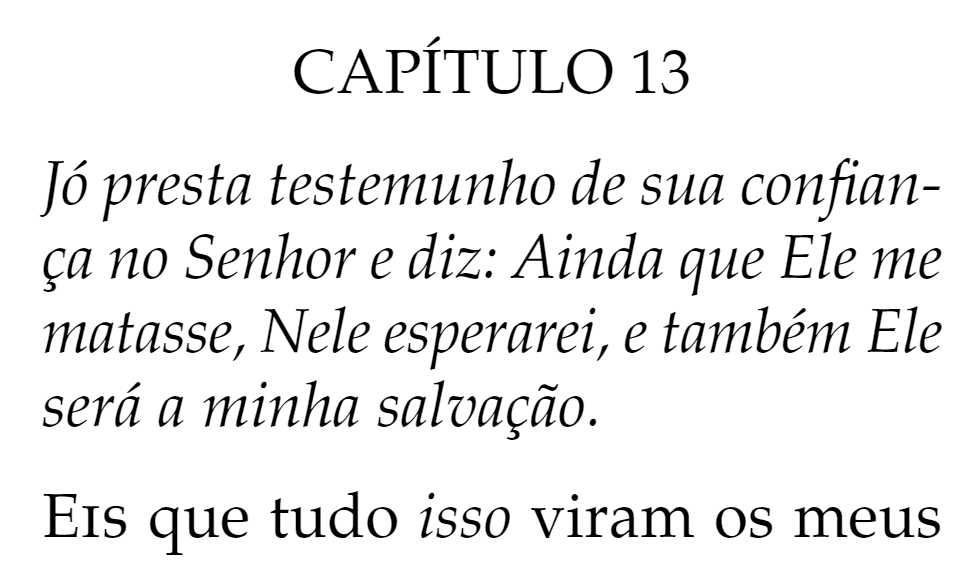 CAPÍTULO 13
Jó presta testemunho de sua confian-
ça no Senhor e diz: Ainda que Ele me
matasse, Nele esperarei, e também Ele
será a minha salvação.
EIS que tudo isso viram os meus